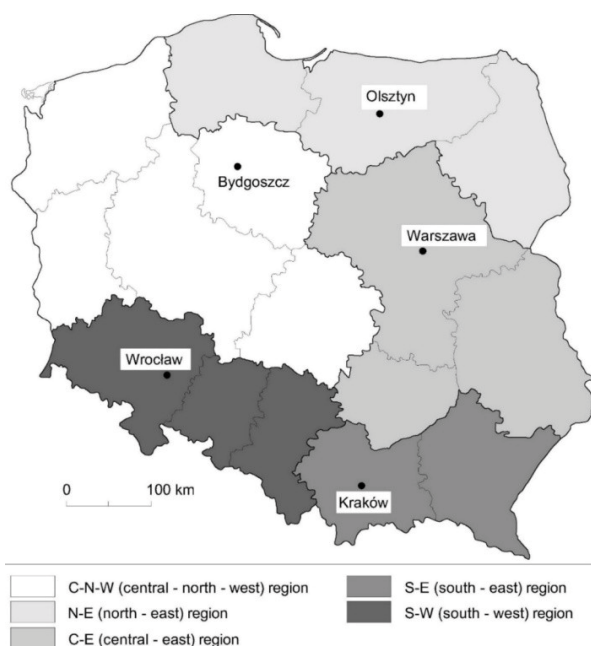 Olsztyn
Bydgoszcz
Warszawa
Wrocław
0 100 km
Kraków
C-N-W (central - north - west) region
N-E (north - east) region
C-E (central - east) region
S-E (south - east) region
S-W (south - west) region